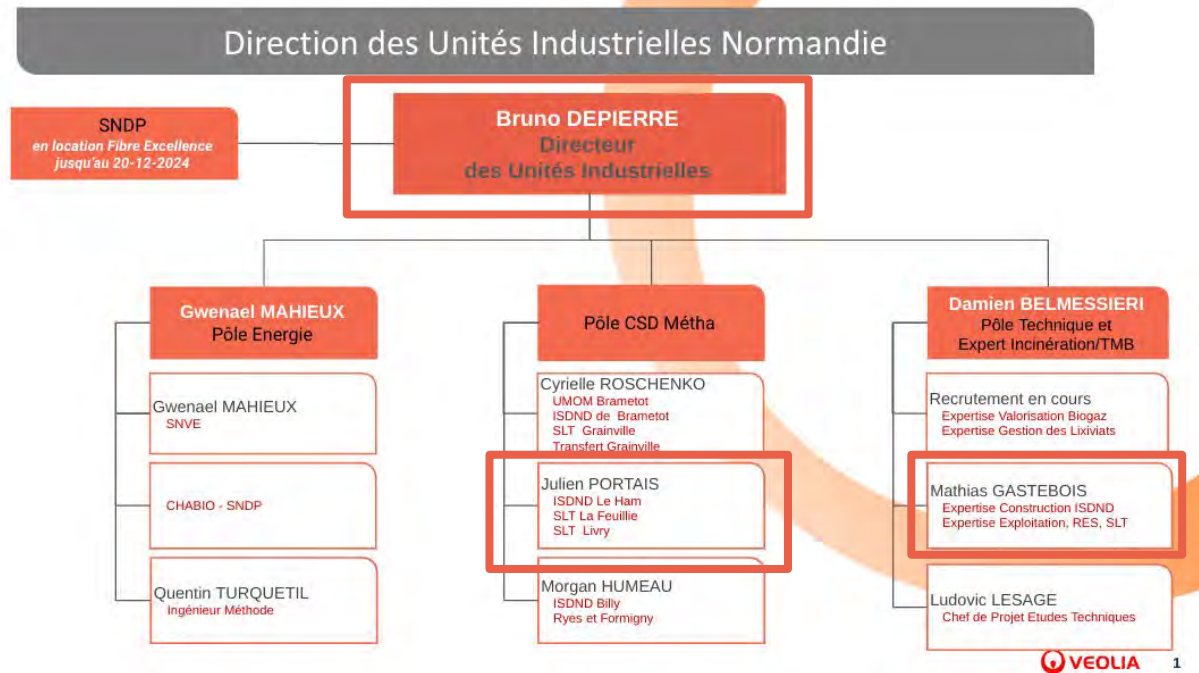 Direction des Unités Industrielles Normandie
SNDP
en location Fibre Excellence
jusqu'au 20-12-2024
Bruno DEPIERRE
Directeur
des Unités Industrielles
Gwenael MAHIEUX
Pôle Energie
Gwenael MAHIEUX
SNVE
CHABIO - SNDP
Quentin TURQUETIL
Ingénieur Méthode
Pôle CSD Métha
Cyrielle ROSCHENKO
UMOM Brametot
ISDND de Brametot
SLT Grainville
Transfert Grainville
Julien PORTAIS
ISDND Le Ham
SLT La Feuillie
SLT Livry
Morgan HUMEAU
ISDND Billy
Ryes et Formigny
Damien BELMESSIERI
Pôle Technique et
Expert Incinération/TMB
Recrutement en cours
Expertise Valorisation Biogaz
Expertise Gestion des Lixiviats
Mathias GASTEBOIS
Expertise Construction ISDND
Expertise Exploitation, RES, SLT
Ludovic LESAGE
Chef de Projet Etudes Techniques
VEOLIA
1